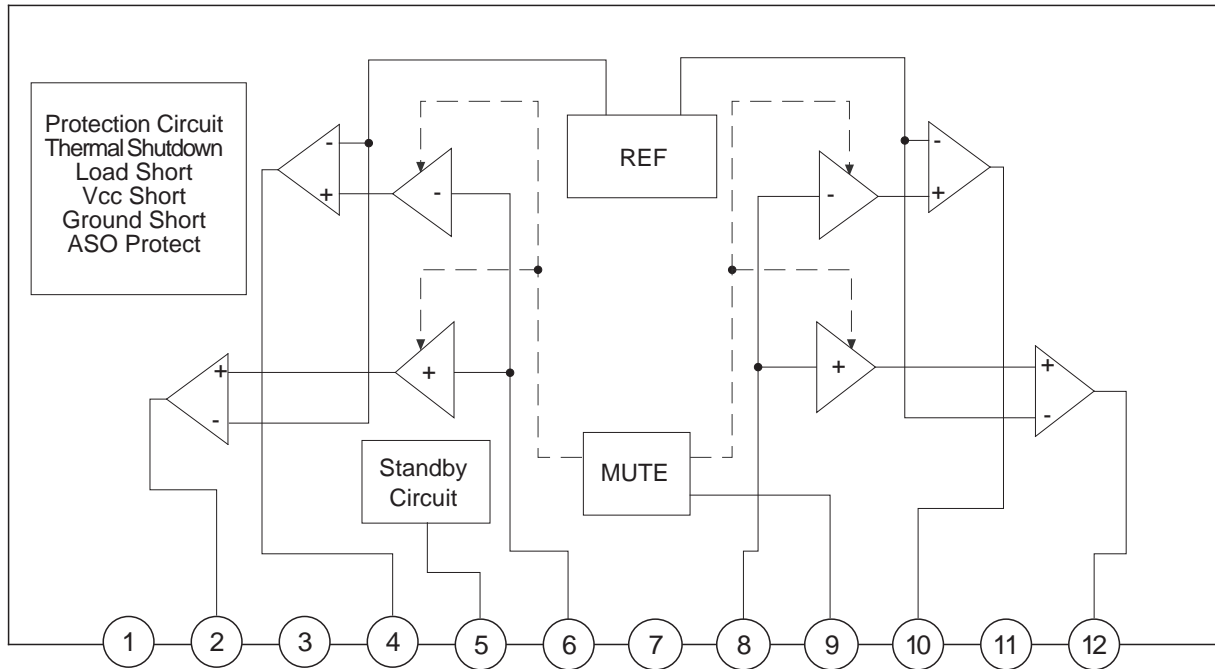 Protection Circuit
Thermal Shutdown
Load Short
Vcc Short
Ground Short
ASO Protect
REF
-
+
-
-
-
+
+
-
+
+
+
-
Standby
Circuit
MUTE
1 2 3 4 5 6 7 8 9 10 11 12